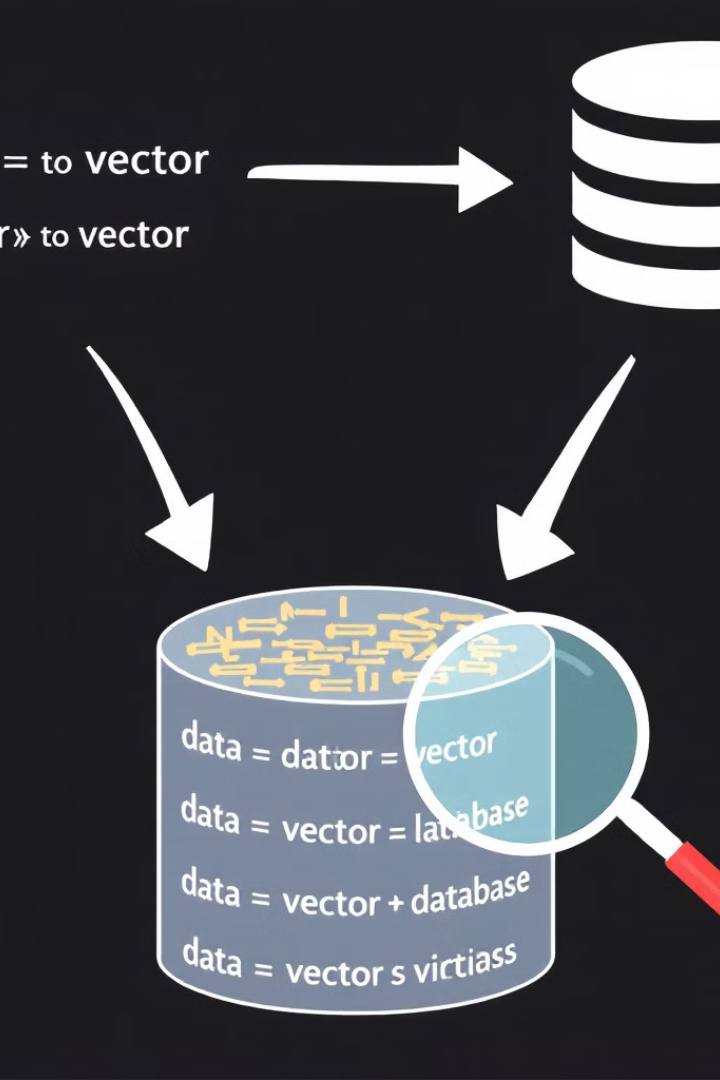 = to vector
r» to vector
data = dattor = vector
data = vector = latabase
data = vector + database
data = vector s victiass